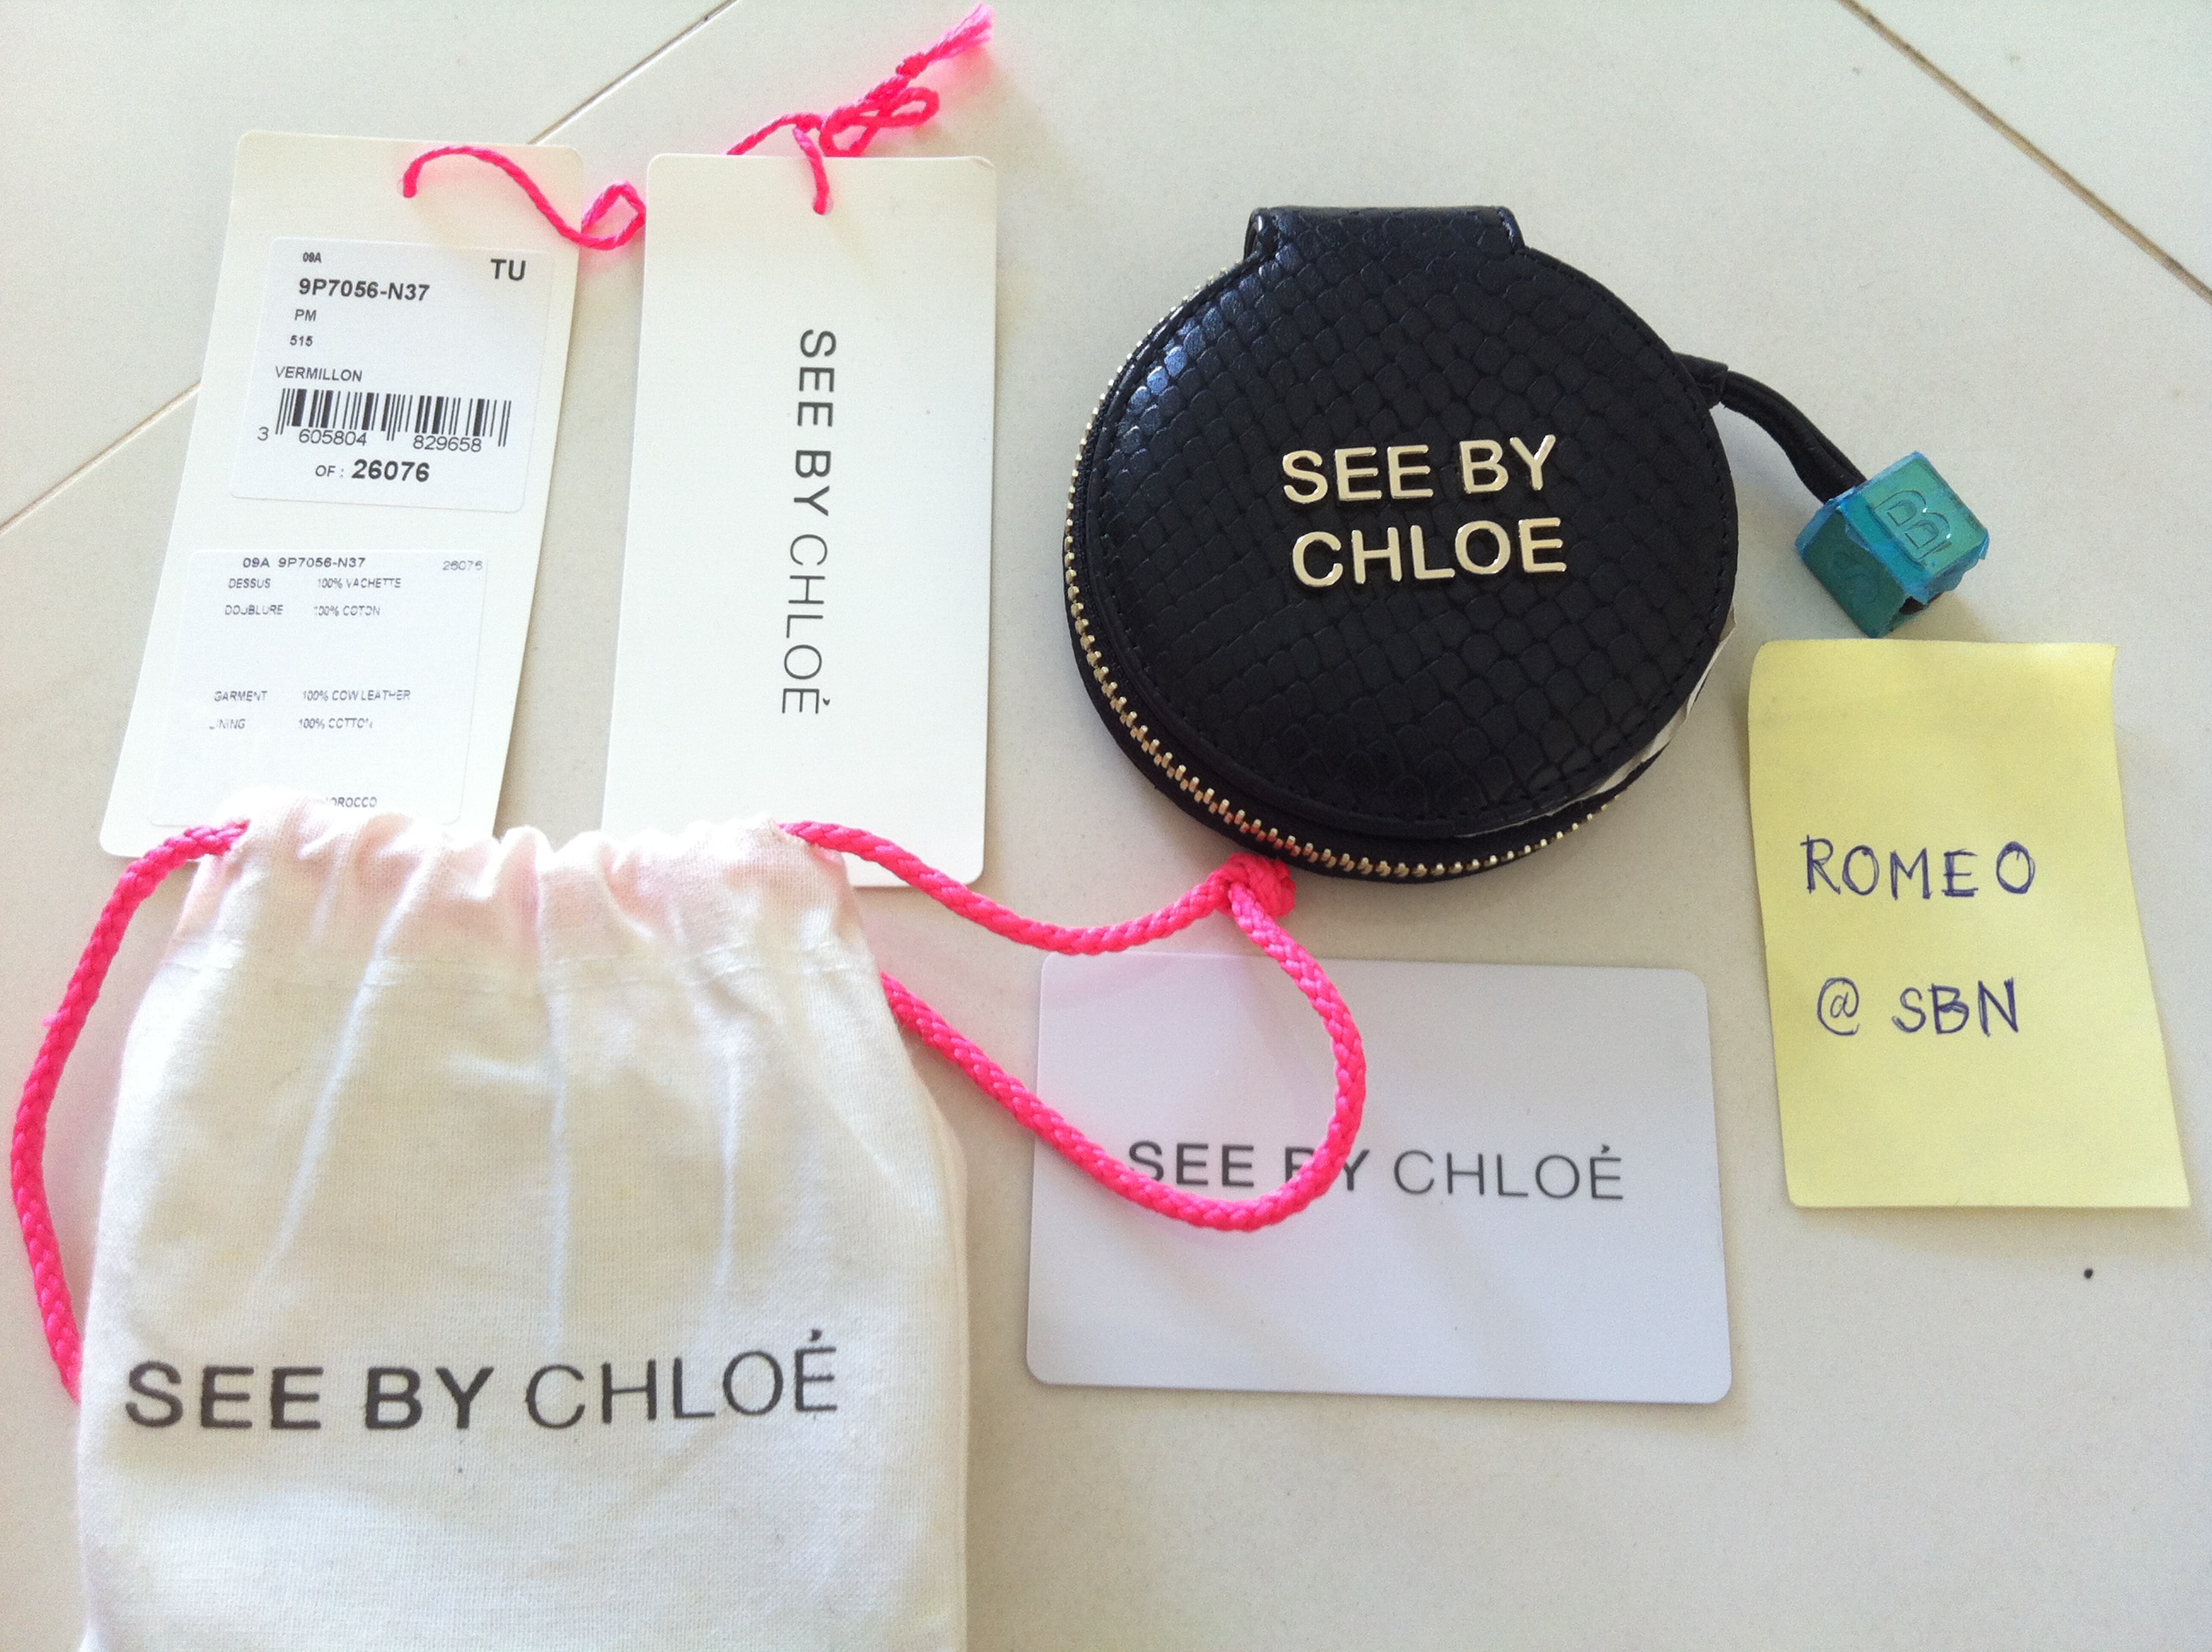 09A
TU
9P7056-N37
PM
515
VERMILLON
3 605804 829658
OF : 26076
09A 9P7056-N37 26076
DESSUS 100% VACHETTE
DOUBLURE 100% COTON
GARMENT 100% COW LEATHER
LINING 100% COTTON
MOROCCO
SEE BY CHLOÉ
SEE BY
CHLOE
B
S
ROMEO
@ SBN
SEE BY CHLOÉ
SEE BY CHLOÉ